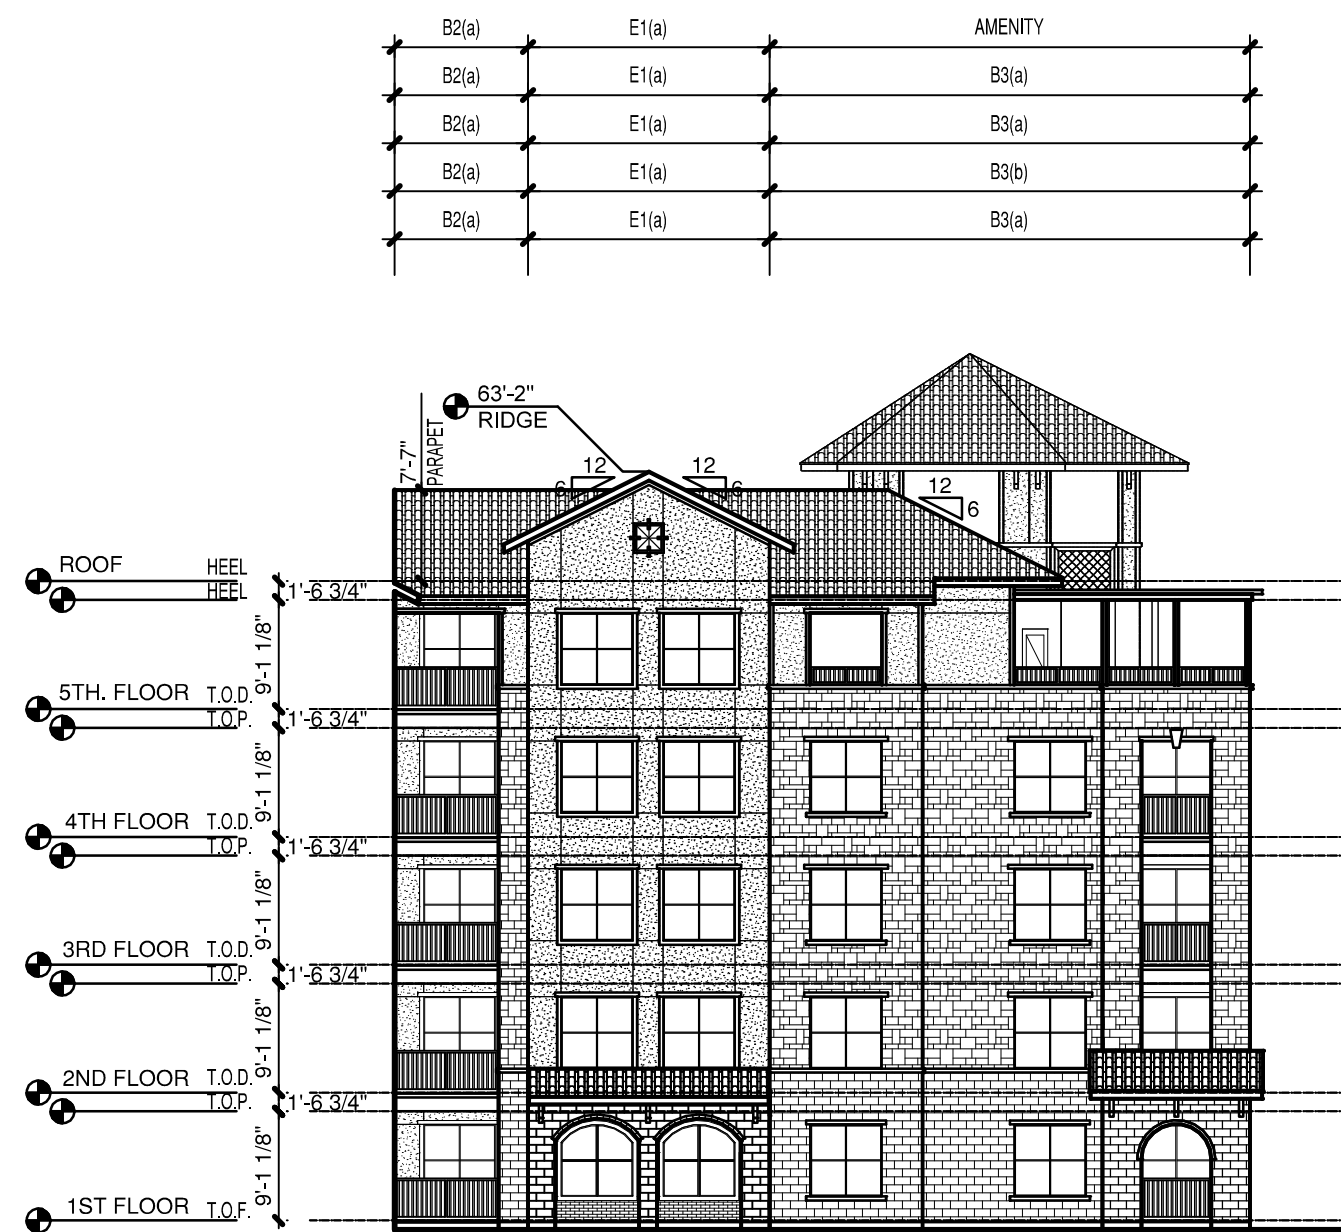 B2(a) E1(a) AMENITY
B2(a) E1(a) B3(a)
B2(a) E1(a) B3(a)
B2(a) E1(a) B3(b)
B2(a) E1(a) B3(a)
63'-2"
RIDGE
7'-7"
PARAPET
12
6
12
6
12
6
ROOF HEEL
HEEL
1'-6 3/4"
9'-1 1/8"
5TH. FLOOR T.O.D.
T.O.P.
1'-6 3/4"
9'-1 1/8"
4TH FLOOR T.O.D.
T.O.P.
1'-6 3/4"
9'-1 1/8"
3RD FLOOR T.O.D.
T.O.P.
1'-6 3/4"
9'-1 1/8"
2ND FLOOR T.O.D.
T.O.P.
1'-6 3/4"
9'-1 1/8"
1ST FLOOR T.O.F.